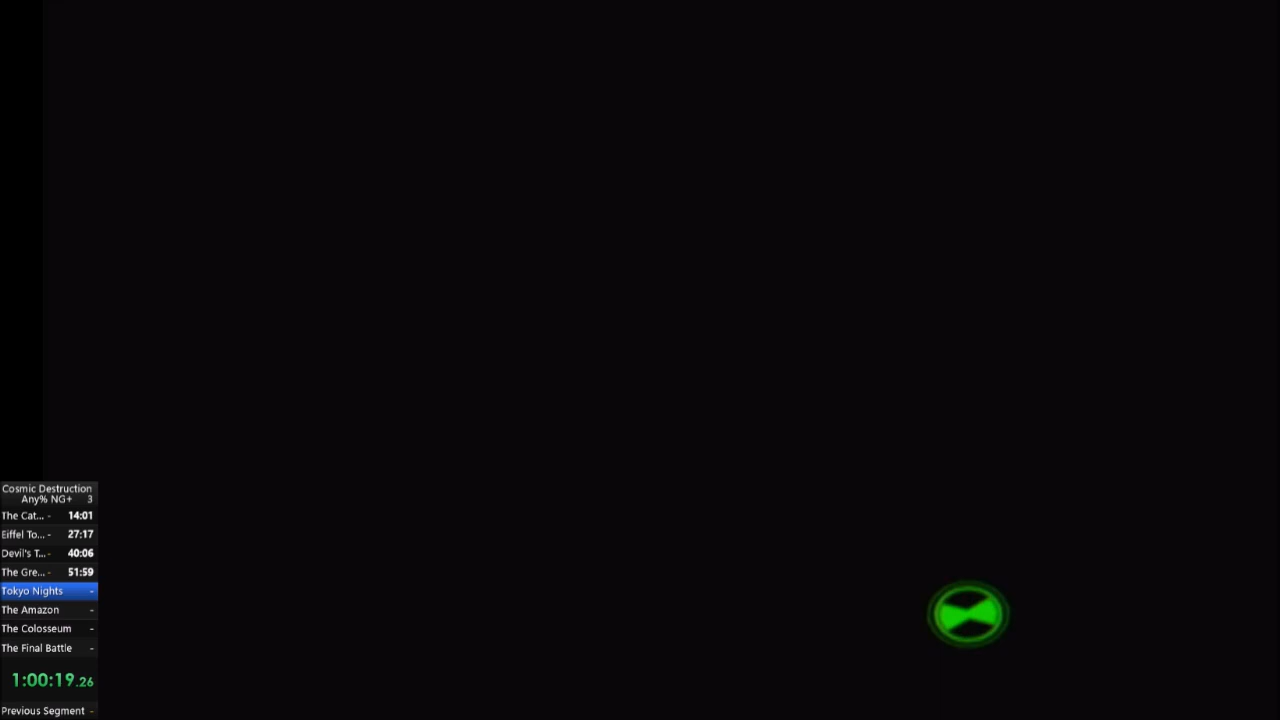 Cosmic Destruction
Any% NG+ 3
The Cat... - 14:01
Eiffel To... - 27:17
Devil's T... - 40:06
The Gre... - 51:59
Tokyo Nights -
The Amazon -
The Colosseum -
The Final Battle -
1:00:19.26
Previous Segment -